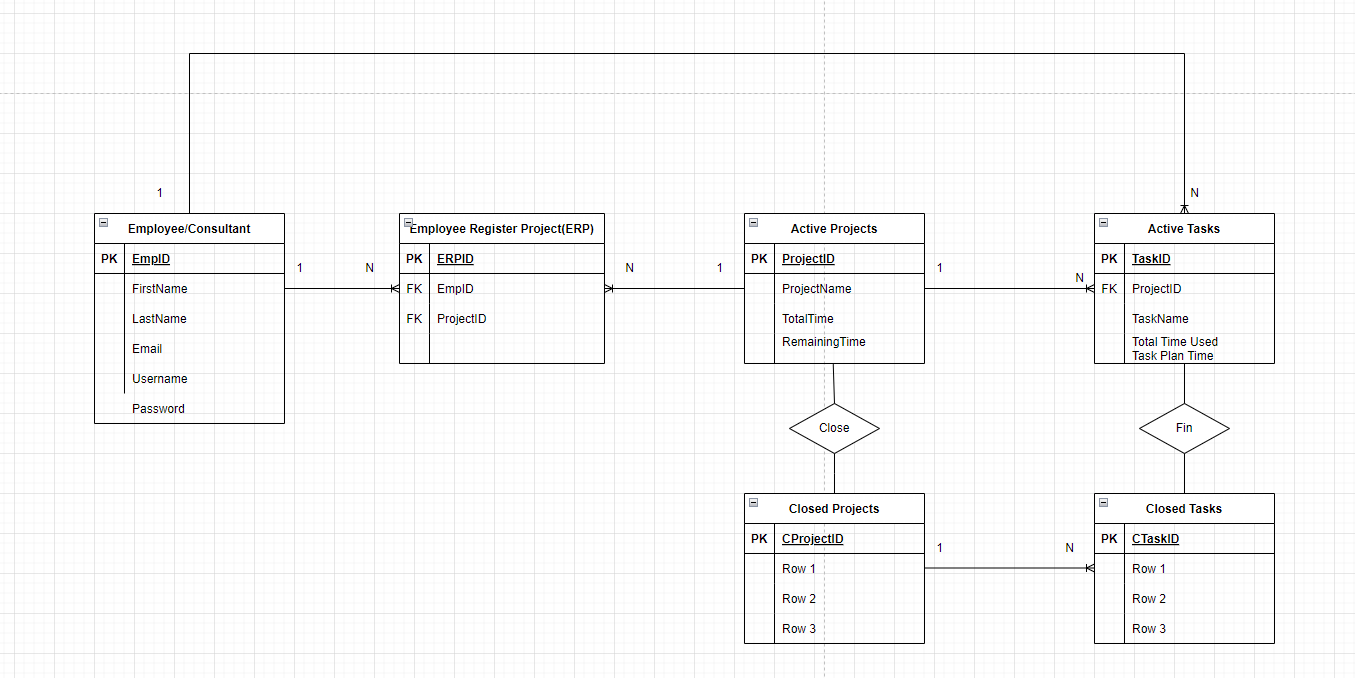 1
N
Employee/Consultant
PK EmpID
FirstName
LastName
Email
Username
Password
1
N
Employee Register Project(ERP)
PK ERPID
FK EmpID
FK ProjectID
N
1
Active Projects
PK ProjectID
ProjectName
TotalTime
RemainingTime
1
N
Active Tasks
PK TaskID
FK ProjectID
TaskName
Total Time Used
Task Plan Time
Close
Fin
Closed Projects
PK CProjectID
Row 1
Row 2
Row 3
1
N
Closed Tasks
PK CTaskID
Row 1
Row 2
Row 3